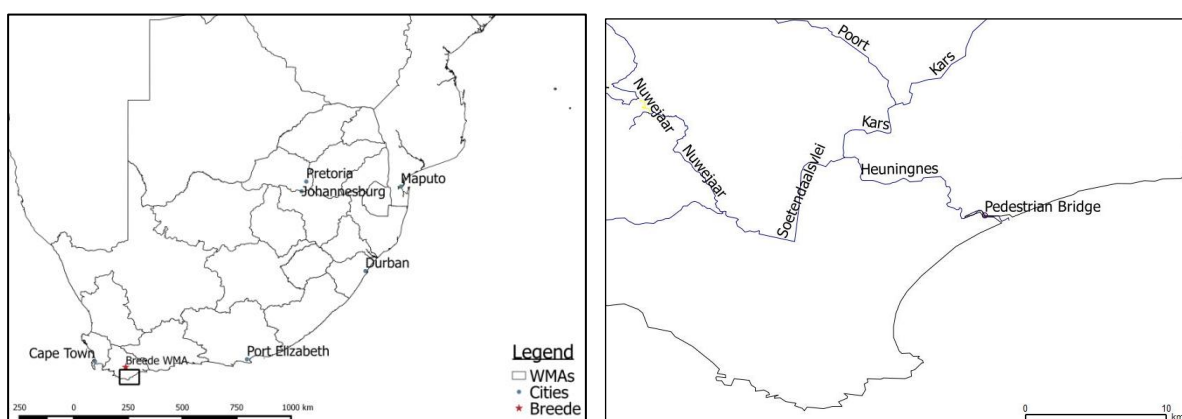 Pretoria
Johannesburg
Maputo
Durban
Cape Town
Breede WMA
Port Elizabeth
Legend
WMAs
Cities
Breede
250 0 250 500 750 1000 km
Poort
Kars
Nuwejaar
Kars
Nuwejaar
Soetendaalsvlei
Heuningnes
Pedestrian Bridge
0 10 km